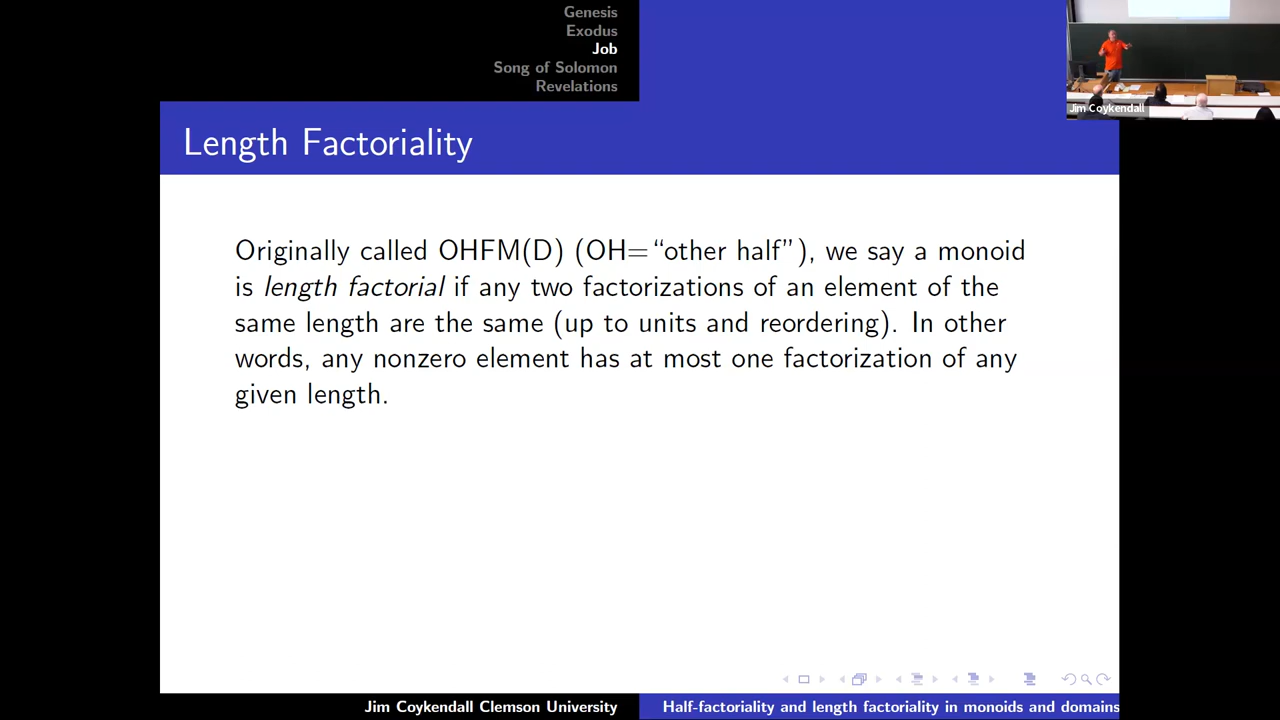 Genesis
Exodus
Job
Song of Solomon
Revelations
Jim Coykendall
Length Factoriality
Originally called OHFM(D) (OH=“other half”), we say a monoid
is length factorial if any two factorizations of an element of the
same length are the same (up to units and reordering). In other
words, any nonzero element has at most one factorization of any
given length.
Jim Coykendall Clemson University
Half-factoriality and length factoriality in monoids and domains